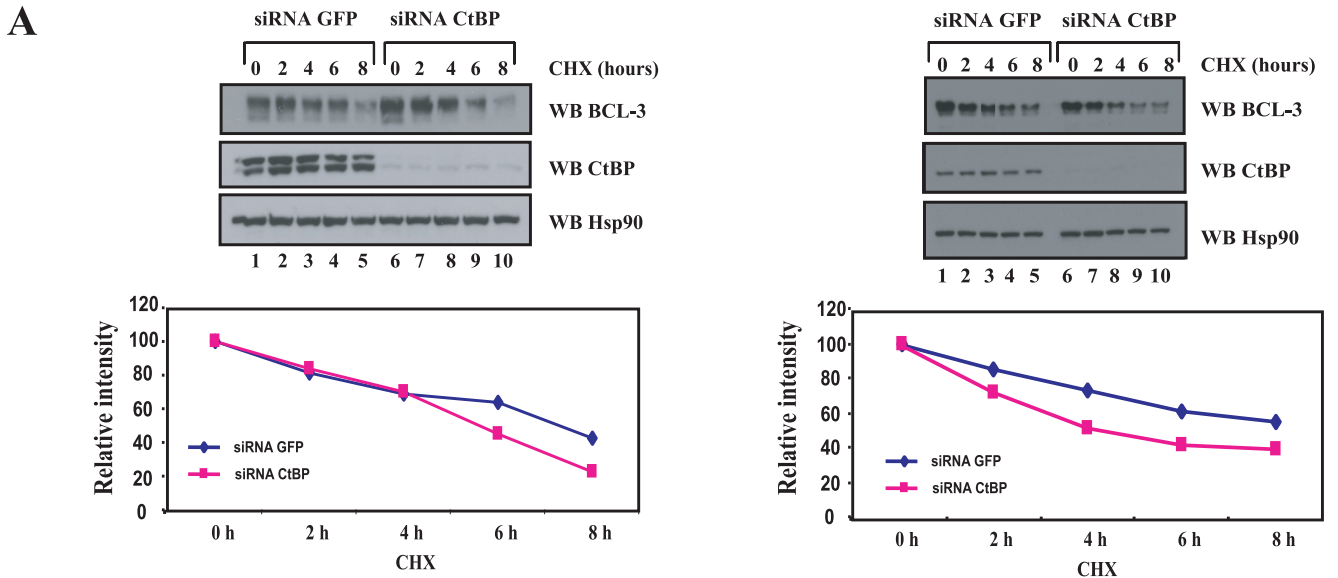 A
siRNA GFP siRNA CtBP
0 2 4 6 8 0 2 4 6 8 CHX (hours)
WB BCL-3
WB CtBP
WB Hsp90
1 2 3 4 5 6 7 8 9 10
120
100
80
60
40
20
0
Relative intensity
siRNA GFP
siRNA CtBP
0 h 2 h 4 h 6 h 8 h
CHX
siRNA GFP siRNA CtBP
0 2 4 6 8 0 2 4 6 8 CHX (hours)
WB BCL-3
WB CtBP
WB Hsp90
1 2 3 4 5 6 7 8 9 10
120
100
80
60
40
20
0
Relative intensity
siRNA GFP
siRNA CtBP
0 h 2 h 4 h 6 h 8 h
CHX